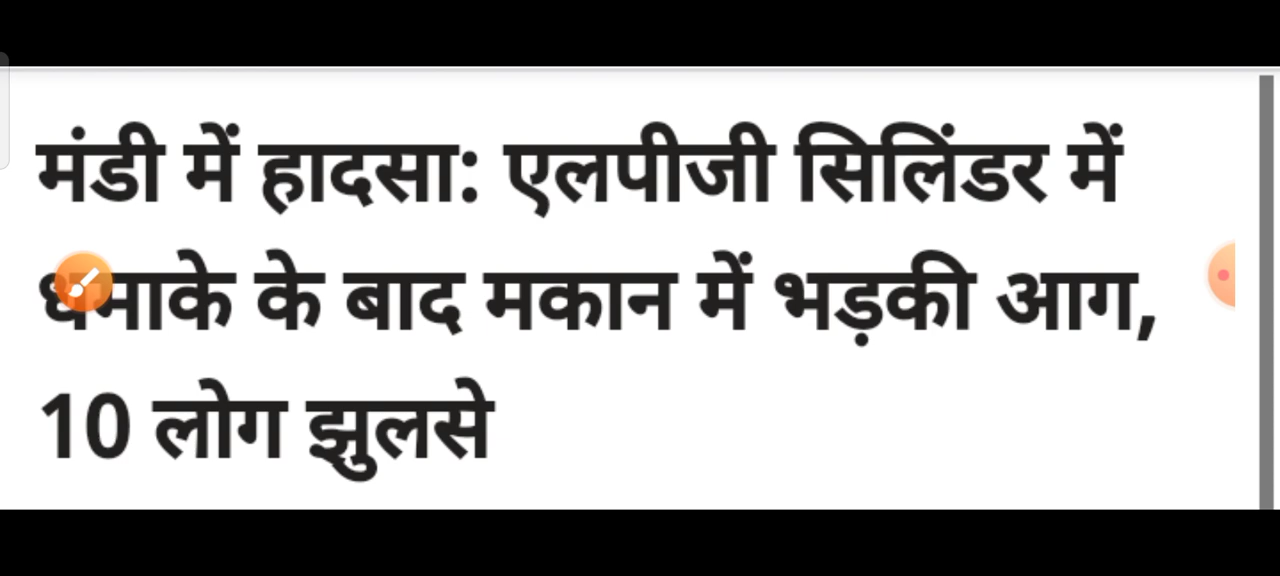 मंडी में हादसा: एलपीजी सिलिंडर में
धमाके के बाद मकान में भड़की आग,
10 लोग झुलसे